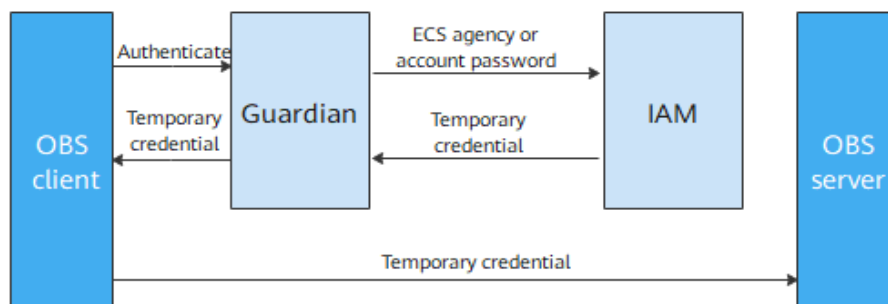 Authenticate
ECS agency or
account password
Temporary
credential
Guardian
Temporary
credential
IAM
OBS
client
OBS
server
Temporary credential